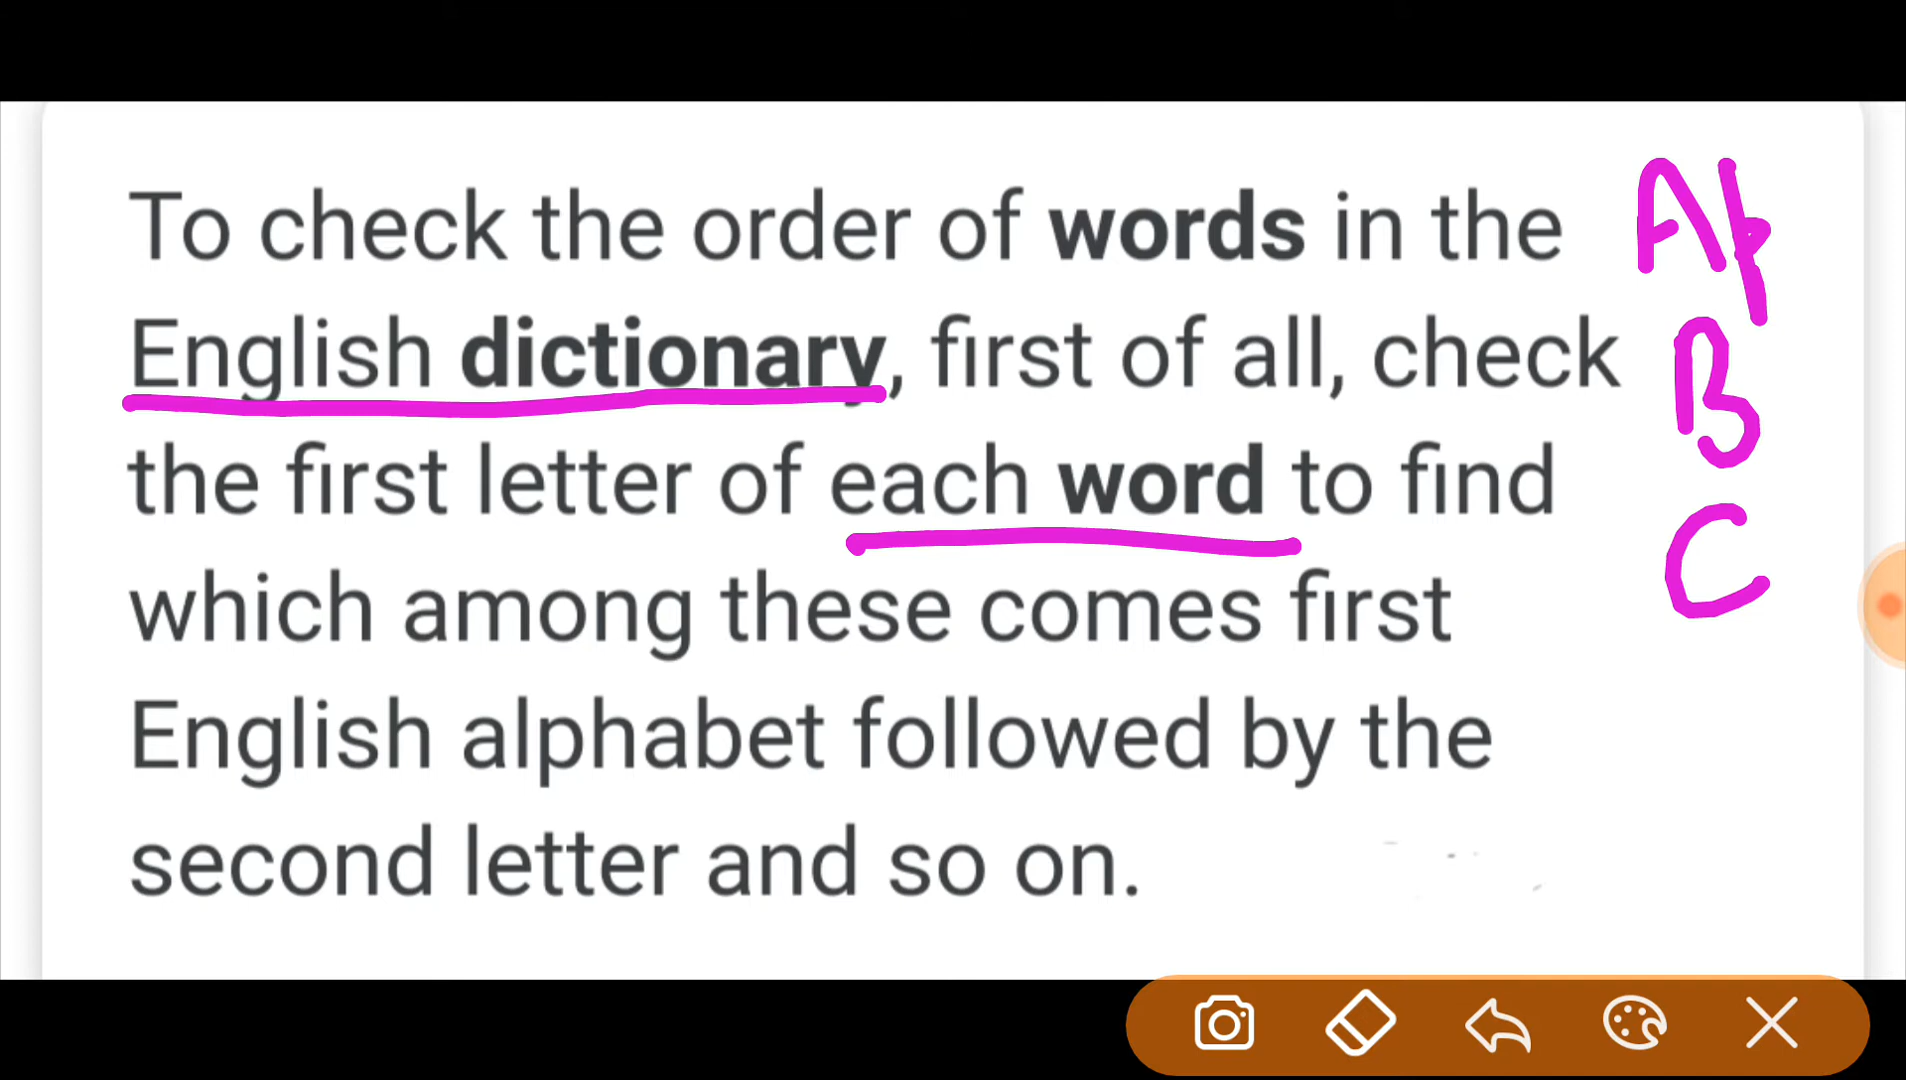 To check the order of words in the
English dictionary, first of all, check
the first letter of each word to find
which among these comes first
English alphabet followed by the
second letter and so on.
Ap
B
C